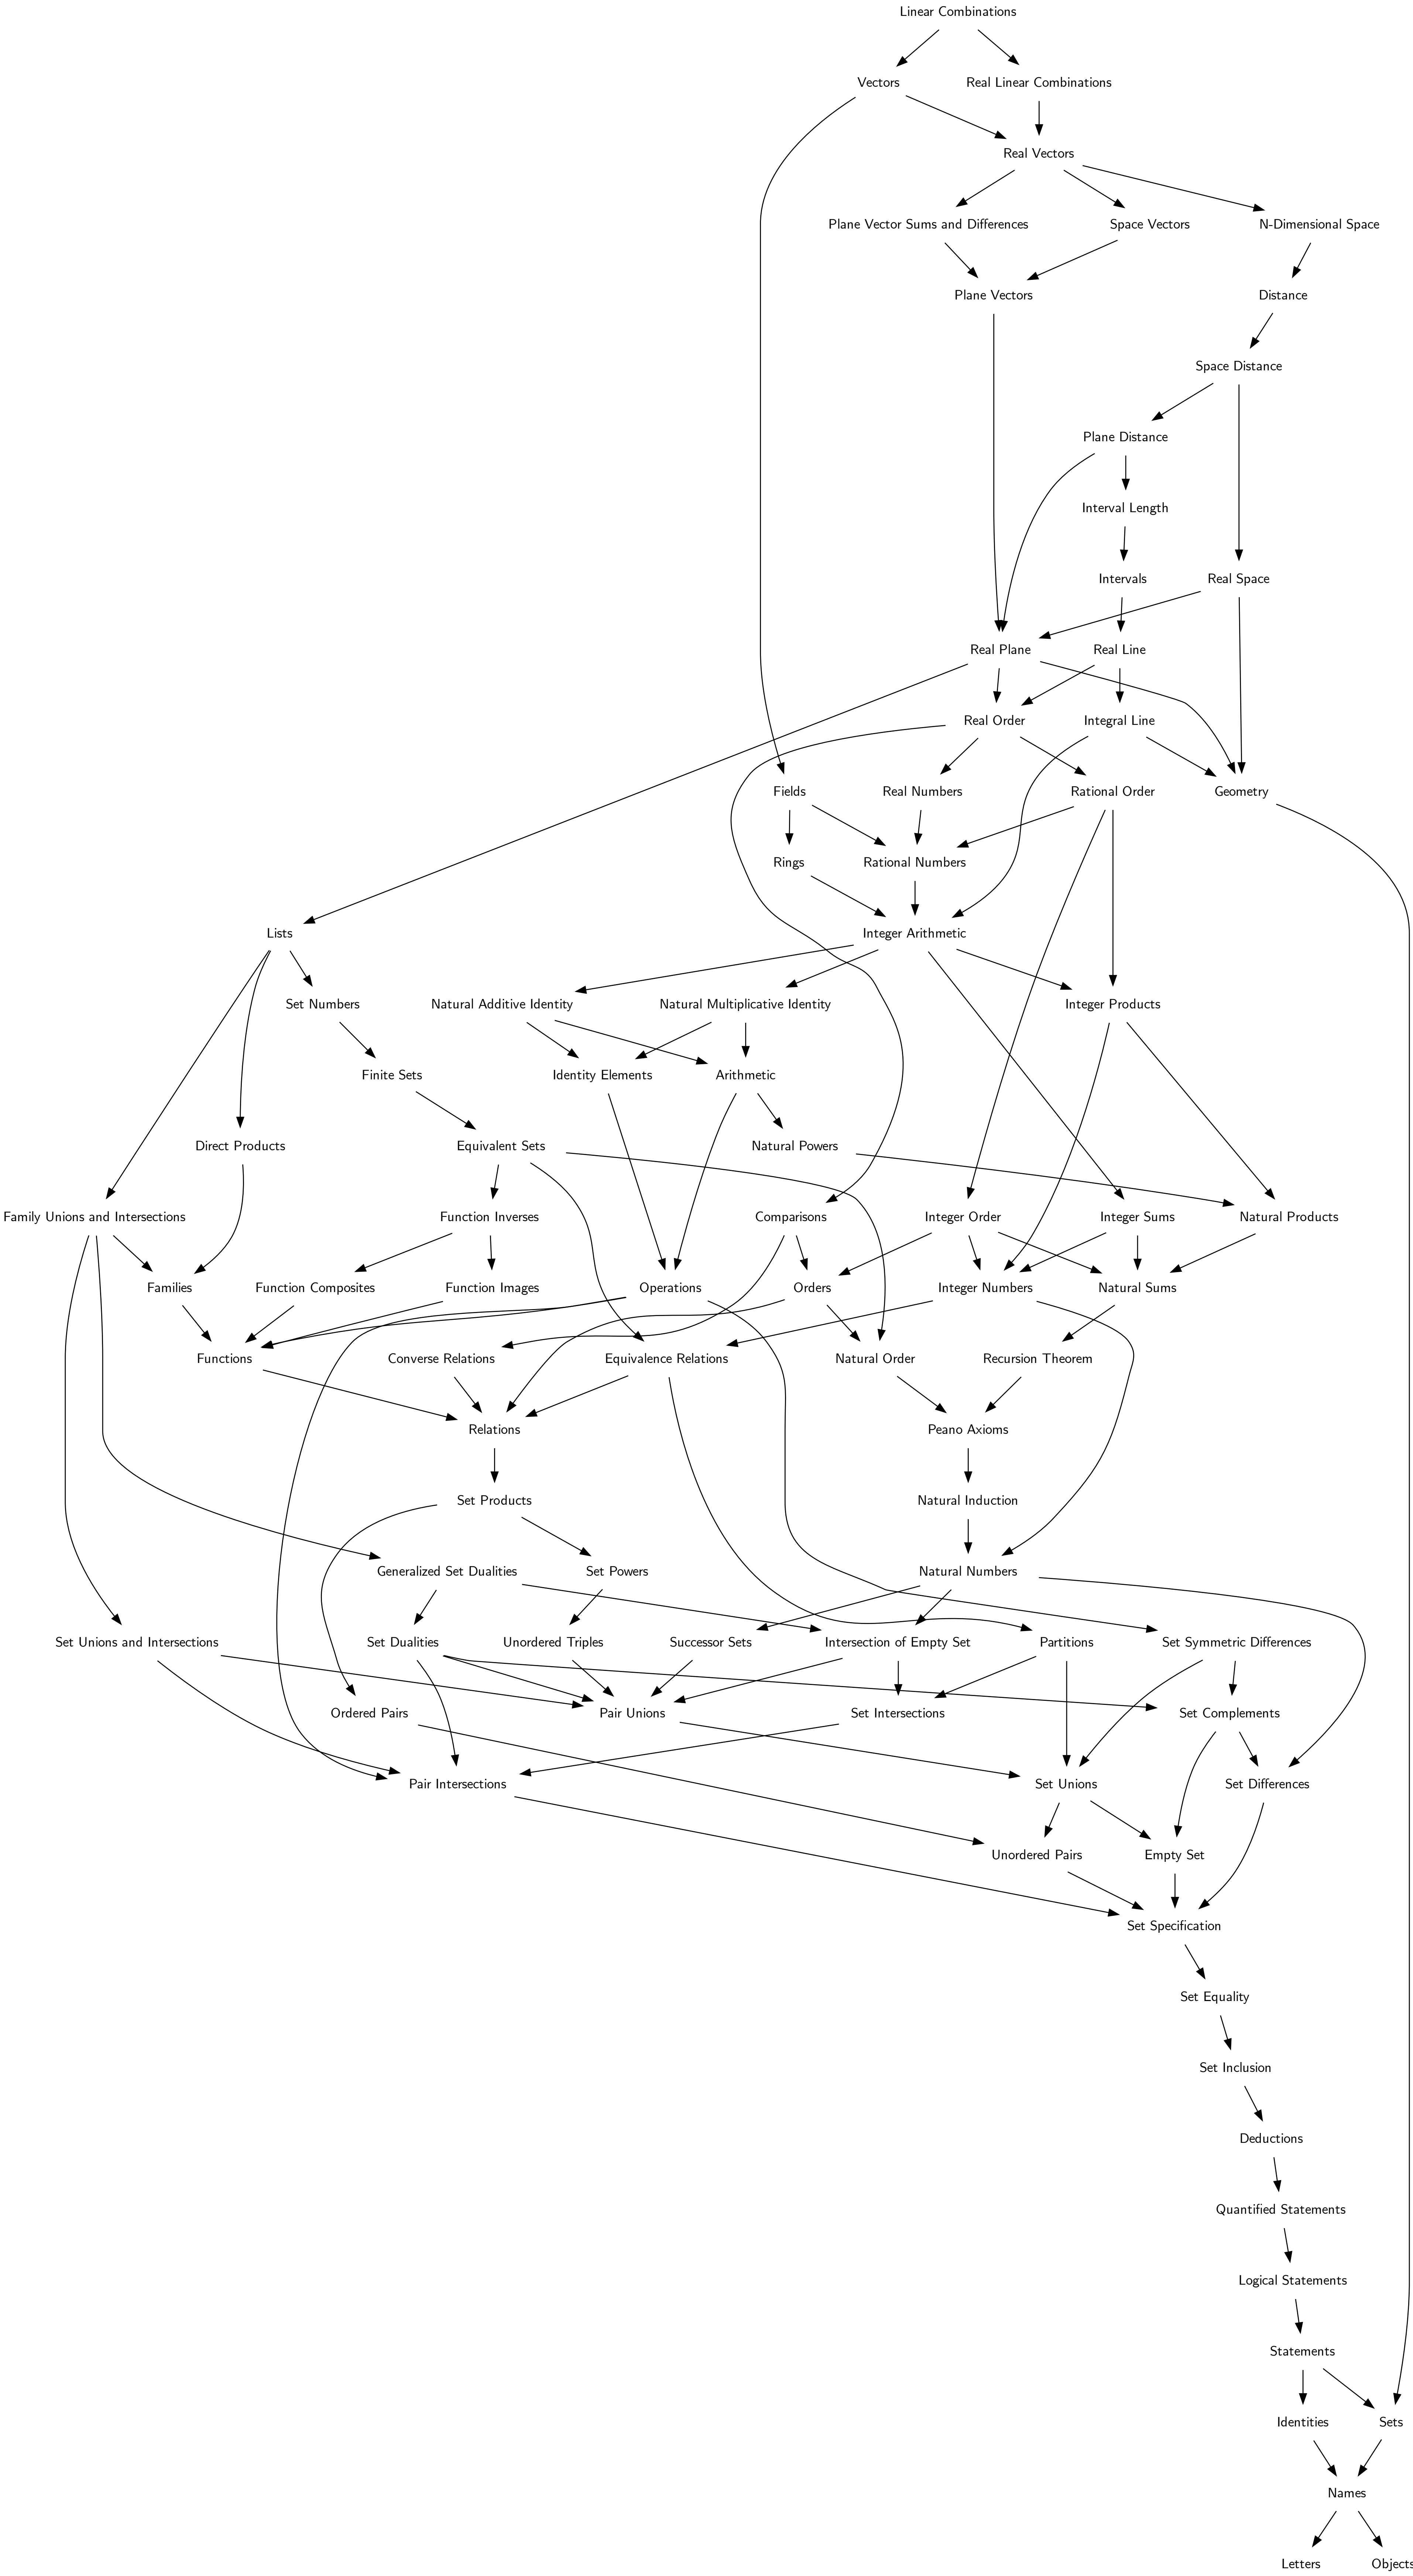 Linear Combinations
Vectors
Real Linear Combinations
Real Vectors
Plane Vector Sums and Differences
Space Vectors
N-Dimensional Space
Plane Vectors
Distance
Space Distance
Plane Distance
Interval Length
Intervals
Real Space
Real Plane
Real Line
Real Order
Integral Line
Fields
Real Numbers
Rational Order
Geometry
Rings
Rational Numbers
Lists
Integer Arithmetic
Set Numbers
Natural Additive Identity
Natural Multiplicative Identity
Integer Products
Finite Sets
Identity Elements
Arithmetic
Direct Products
Equivalent Sets
Natural Powers
Family Unions and Intersections
Function Inverses
Comparisons
Integer Order
Integer Sums
Natural Products
Families
Function Composites
Function Images
Operations
Orders
Integer Numbers
Natural Sums
Functions
Converse Relations
Equivalence Relations
Natural Order
Recursion Theorem
Relations
Peano Axioms
Set Products
Natural Induction
Generalized Set Dualities
Set Powers
Natural Numbers
Set Unions and Intersections
Set Dualities
Unordered Triples
Successor Sets
Intersection of Empty Set
Partitions
Set Symmetric Differences
Ordered Pairs
Pair Unions
Set Intersections
Set Complements
Pair Intersections
Set Unions
Set Differences
Unordered Pairs
Empty Set
Set Specification
Set Equality
Set Inclusion
Deductions
Quantified Statements
Logical Statements
Statements
Identities
Sets
Names
Letters
Objects